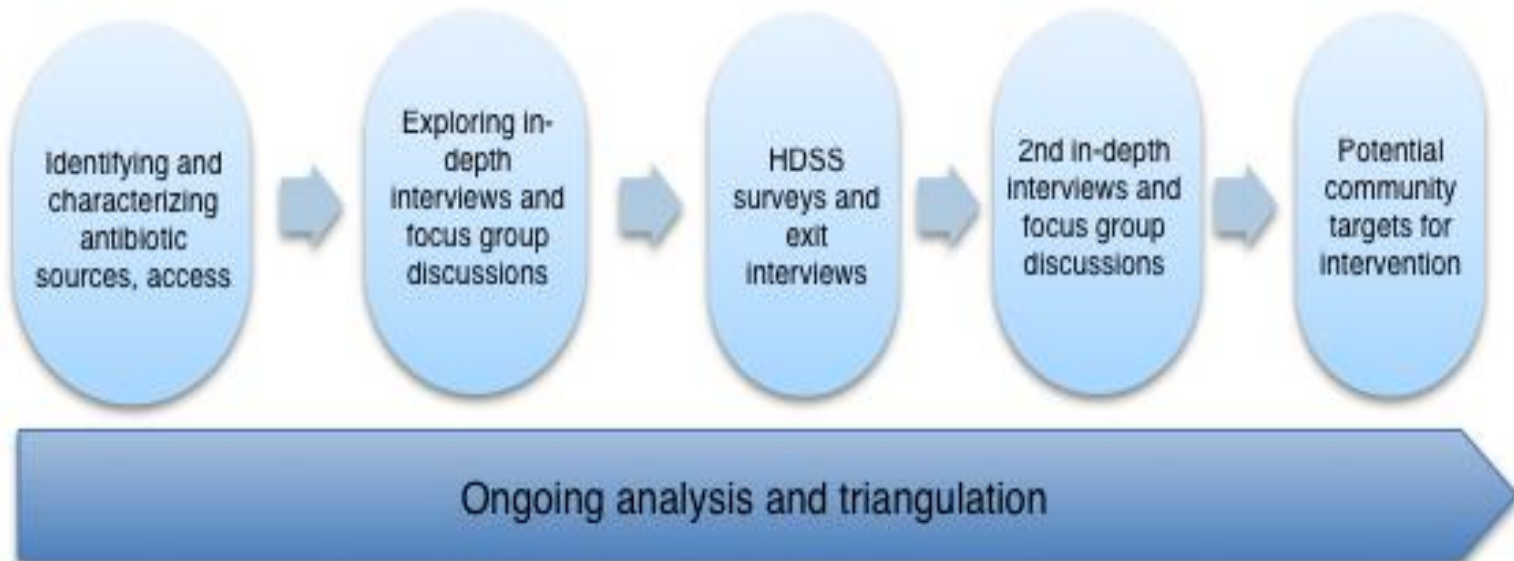 Identifying and
characterizing
antibiotic
sources, access
Exploring in-
depth
interviews and
focus group
discussions
HDSS
surveys and
exit
interviews
2nd in-depth
interviews and
focus group
discussions
Potential
community
targets for
intervention
Ongoing analysis and triangulation